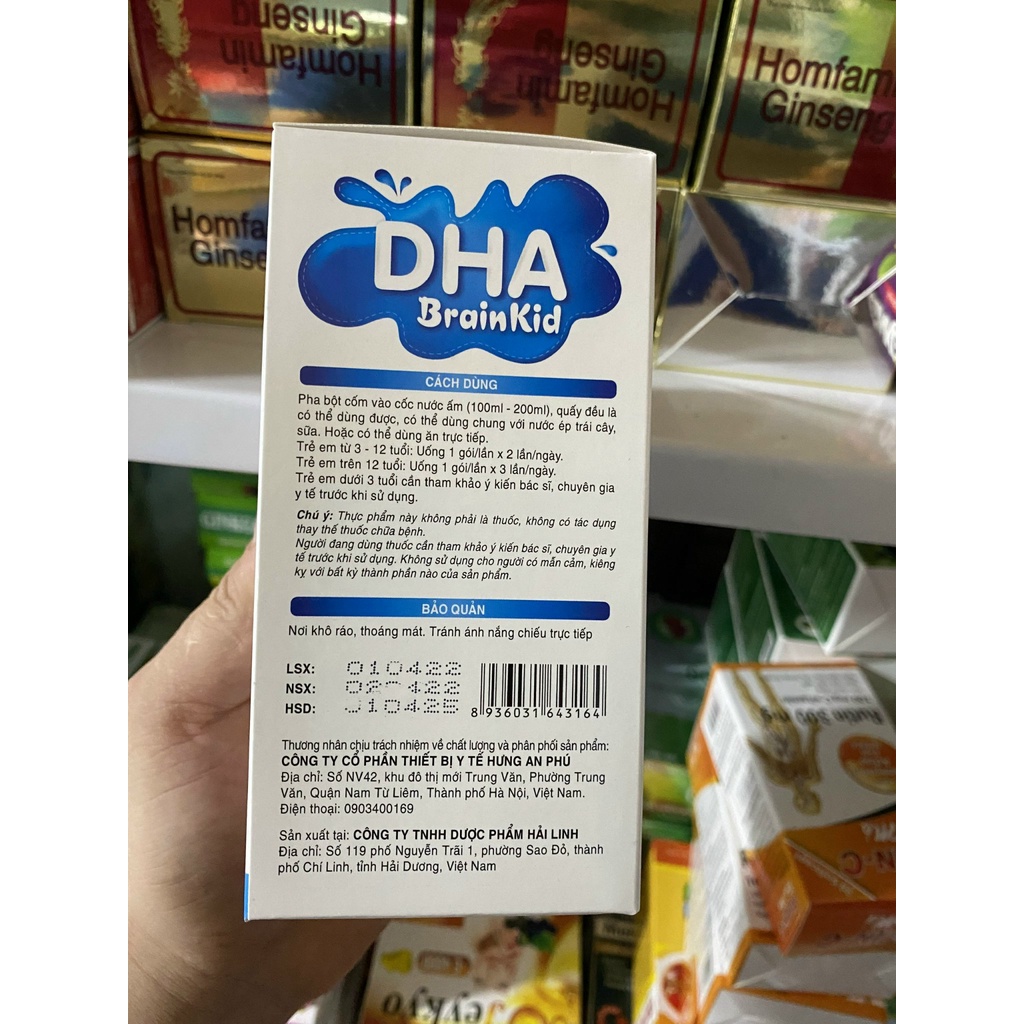 Homfamin
Ginseng
Homfamin
Ginseng
Homfam
Ginseng
Homfa
Ginse
DHA
BrainKid
CÁCH DÙNG
Pha bột cốm vào cốc nước ấm (100ml - 200ml), quấy đều là
có thể dùng được, có thể dùng chung với nước ép trái cây,
sữa. Hoặc có thể dùng ăn trực tiếp.
Trẻ em từ 3 - 12 tuổi: Uống 1 gói/lần x 2 lần/ngày.
Trẻ em trên 12 tuổi: Uống 1 gói/lần x 3 lần/ngày.
Trẻ em dưới 3 tuổi cần tham khảo ý kiến bác sĩ, chuyên gia
y tế trước khi sử dụng.
Chú ý: Thực phẩm này không phải là thuốc, không có tác dụng
thay thế thuốc chữa bệnh.
Người đang dùng thuốc cần tham khảo ý kiến bác sĩ, chuyên gia y
tế trước khi sử dụng. Không sử dụng cho người có mẫn cảm, kiêng
kỵ với bất kỳ thành phần nào của sản phẩm.
BẢO QUẢN
Nơi khô ráo, thoáng mát. Tránh ánh nắng chiếu trực tiếp
LSX: 010422
NSX: 020422
HSD: 010425
8 936031 643164
Thương nhân chịu trách nhiệm về chất lượng và phân phối sản phẩm:
CÔNG TY CỔ PHẦN THIẾT BỊ Y TẾ HƯNG AN PHÚ
Địa chỉ: Số NV42, khu đô thị mới Trung Văn, Phường Trung
Văn, Quận Nam Từ Liêm, Thành phố Hà Nội, Việt Nam.
Điện thoại: 0903400169
Sản xuất tại: CÔNG TY TNHH DƯỢC PHẨM HẢI LINH
Địa chỉ: Số 119 phố Nguyễn Trãi 1, phường Sao Đỏ, thành
phố Chí Linh, tỉnh Hải Dương, Việt Nam